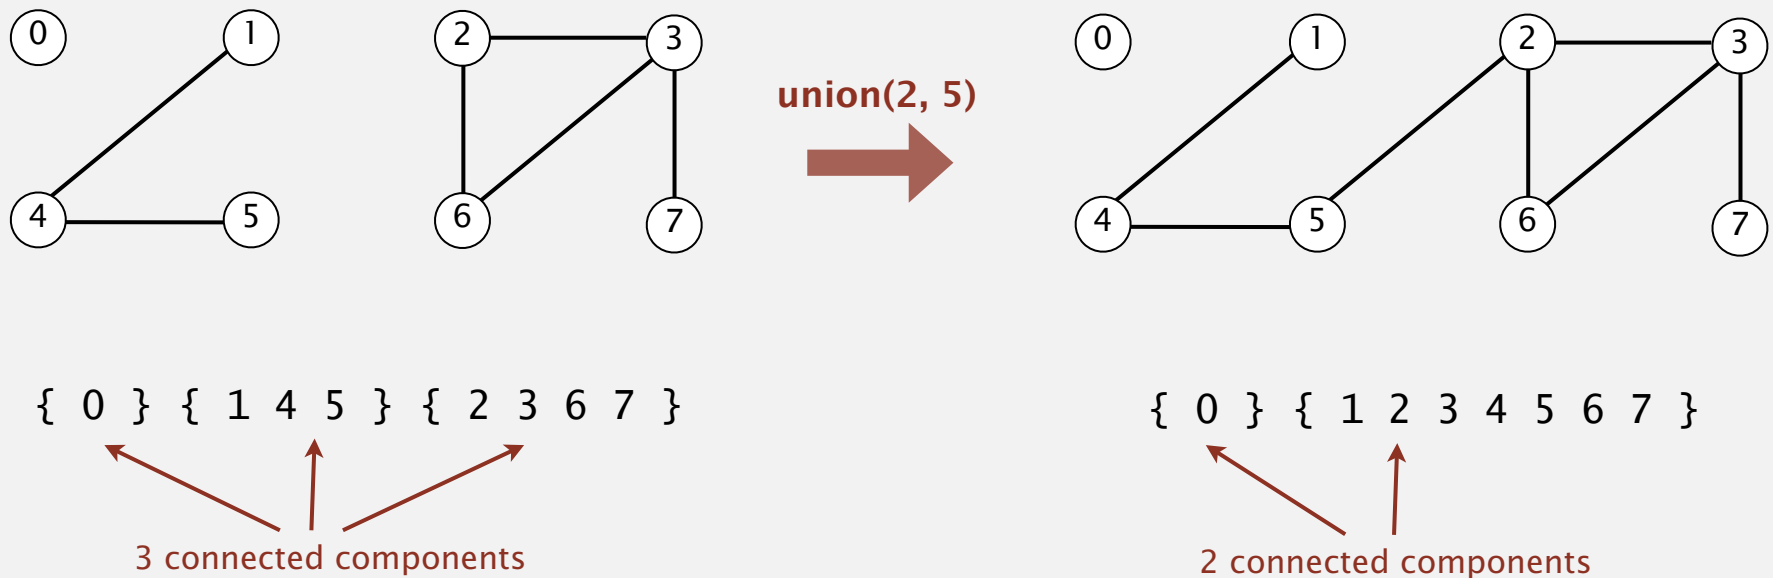 0 1 2 3
4 5 6 7
union(2, 5)
0 1 2 3
4 5 6 7
{ 0 } { 1 4 5 } { 2 3 6 7 }
3 connected components
{ 0 } { 1 2 3 4 5 6 7 }
2 connected components